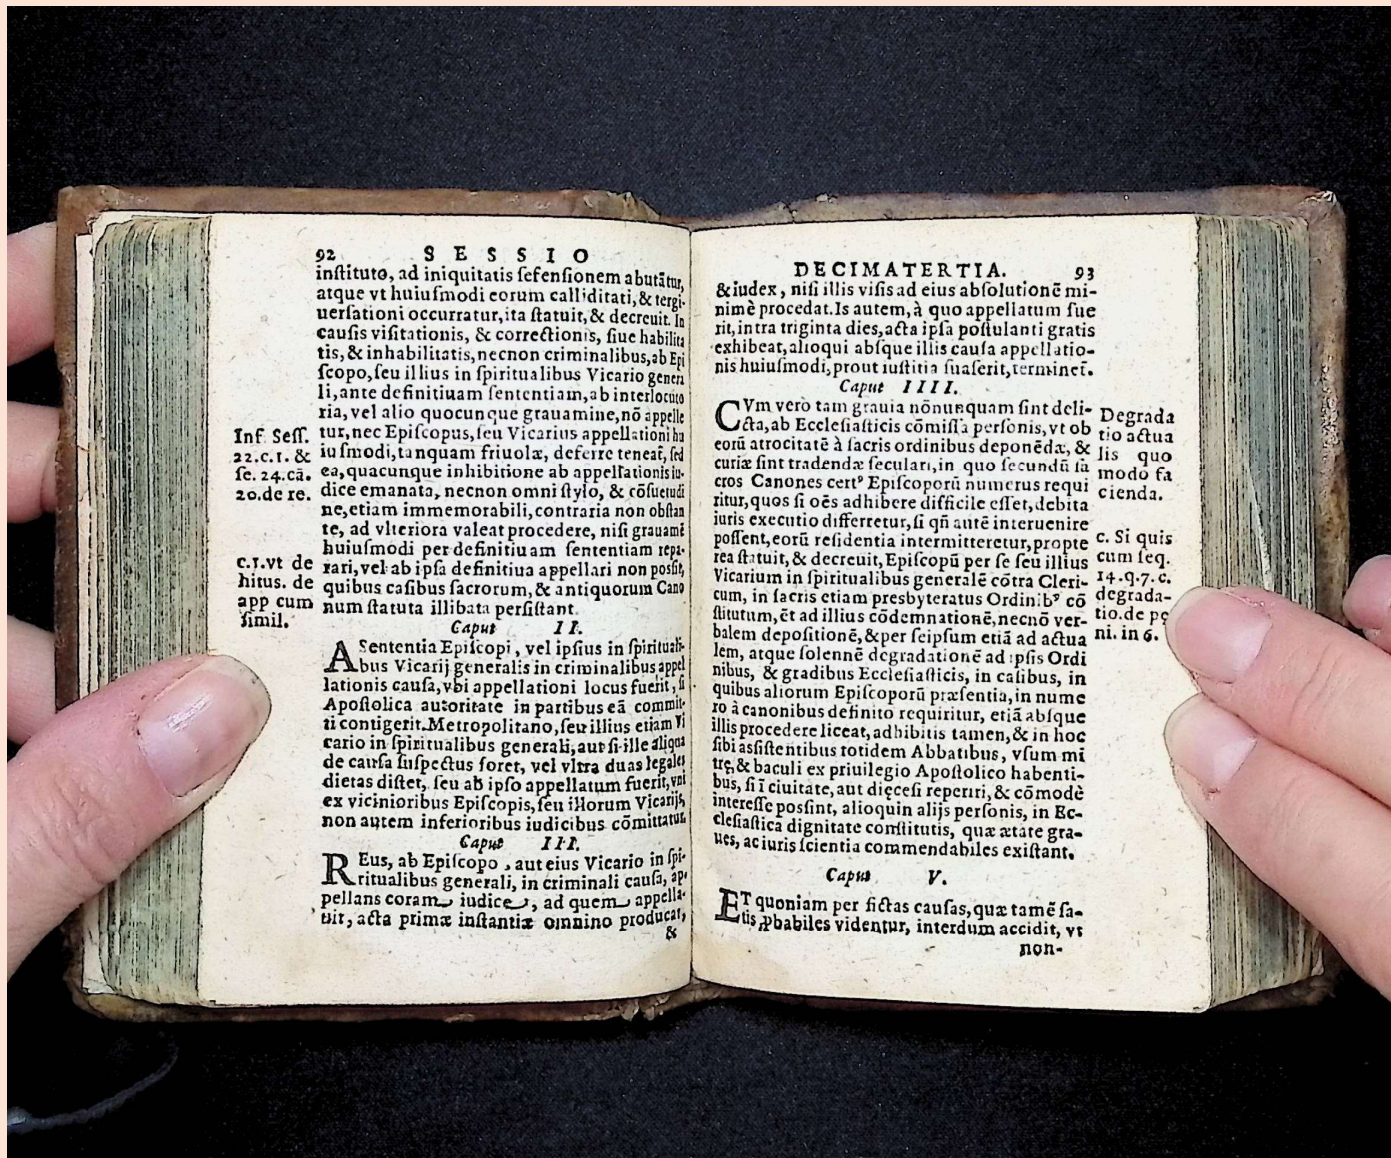 92 SESSIO
inſtituto, ad iniquitatis ſefenſionem abutātur,
atque vt huiuſmodi eorum calliditati, & tergi-
uerſationi occurratur, ita ſtatuit, & decreuit. In
cauſis viſitationis, & correctionis, ſiue habilita
tis, & inhabilitatis, necnon criminalibus, ab Epi
ſcopo, ſeu illius in ſpiritualibus Vicario genera
li, ante definitiuam ſententiam, ab interlocuto
ria, vel alio quocunque grauamine, nō appelle
tur, nec Epiſcopus, ſeu Vicarius appellationi hu
iuſmodi, tanquam friuolæ, deferre teneat̃, ſed
ea, quacunque inhibitione ab appellationis iu-
dice emanata, necnon omni ſtylo, & cōſuetudi
ne, etiam immemorabili, contraria non obſtan
te, ad vlteriora valeat procedere, niſi grauamē
huiuſmodi per definitiuam ſententiam repa-
rari, vel ab ipſa definitiua appellari non poſſit,
quibus caſibus ſacrorum, & antiquorum Cano
num ſtatuta illibata perſiſtant.
Caput II.
A Sententia Epiſcopi, vel ipſius in ſpirituali-
bus Vicarij generalis in criminalibus appel
lationis cauſa, vbi appellationi locus fuerit, ſi
Apoſtolica autoritate in partibus eā commit-
ti contigerit. Metropolitano, ſeu illius etiam Vi
cario in ſpiritualibus generali, aut ſi ille aliqua
de cauſa ſuſpectus foret, vel vltra duas legales
dietas diſtet, ſeu ab ipſo appellatum fuerit, vni
ex vicinioribus Epiſcopis, ſeu illorum Vicarijs,
non autem inferioribus iudicibus cōmittatur.
Caput III.
REus, ab Epiſcopo, aut eius Vicario in ſpi-
ritualibus generali, in criminali cauſa, ap-
pellans coram iudice, ad quem appella-
uit, acta primæ inſtantiæ omnino producat,
&
Inf. Seſſ.
22.c.1. &
ſe. 24.cā.
20.de re.
c.1.vt de
hitus. de
app cum
ſimil.
DECIMATERTIA. 93
& iudex, niſi illis viſis ad eius abſolutionē mi-
nimè procedat. Is autem, à quo appellatum fue
rit, intra triginta dies, acta ipſa poſtulanti gratis
exhibeat, alioqui abſque illis cauſa appellatio-
nis huiuſmodi, prout iuſtitia ſuaſerit, terminet̃.
Caput IIII.
CVm verò tam grauia nōnunquam ſint deli-
cta, ab Eccleſiaſticis cōmiſſa perſonis, vt ob
eorū atrocitatē à ſacris ordinibus deponēdæ, &
curiæ ſint tradendæ ſeculari, in quo ſecundū ſa
cros Canones certꝰ Epiſcoporū numerus requi
ritur, quos ſi oēs adhibere difficile eſſet, debita
iuris executio differretur, ſi qñ autē interuenire
poſſent, eorū reſidentia intermitteretur, propte
rea ſtatuit, & decreuit, Epiſcopū per ſe ſeu illius
Vicarium in ſpiritualibus generalē cōtra Cleri-
cum, in ſacris etiam presbyteratus Ordinibꝰ cō
ſtitutum, ēt ad illius cōdemnationē, necnō ver-
balem depoſitionē, & per ſeipſum etiā ad actua
lem, atque ſolennē degradationē ad ipſis Ordi
nibus, & gradibus Eccleſiaſticis, in caſibus, in
quibus aliorum Epiſcoporū præſentia, in nume
ro à canonibus definito requiritur, etiā abſque
illis procedere liceat, adhibitis tamen, & in hoc
ſibi aſſiſtentibus totidem Abbatibus, vſum mi
trę, & baculi ex priuilegio Apoſtolico habenti-
bus, ſi ī ciuitate, aut dięceſi reperiri, & cōmodè
intereſſe poſſint, alioquin alijs perſonis, in Ec-
cleſiaſtica dignitate conſtitutis, quæ ætate gra-
ues, ac iuris ſcientia commendabiles exiſtant.
Caput V.
ET quoniam per fictas cauſas, quæ tamē ſa-
tis ꝓbabiles videntur, interdum accidit, vt
non-
Degrada
tio actua
lis quo
modo fa
cienda.
c. Si quis
cum ſeq.
14.q.7.c.
degrada-
tio.de pę
ni. in 6.